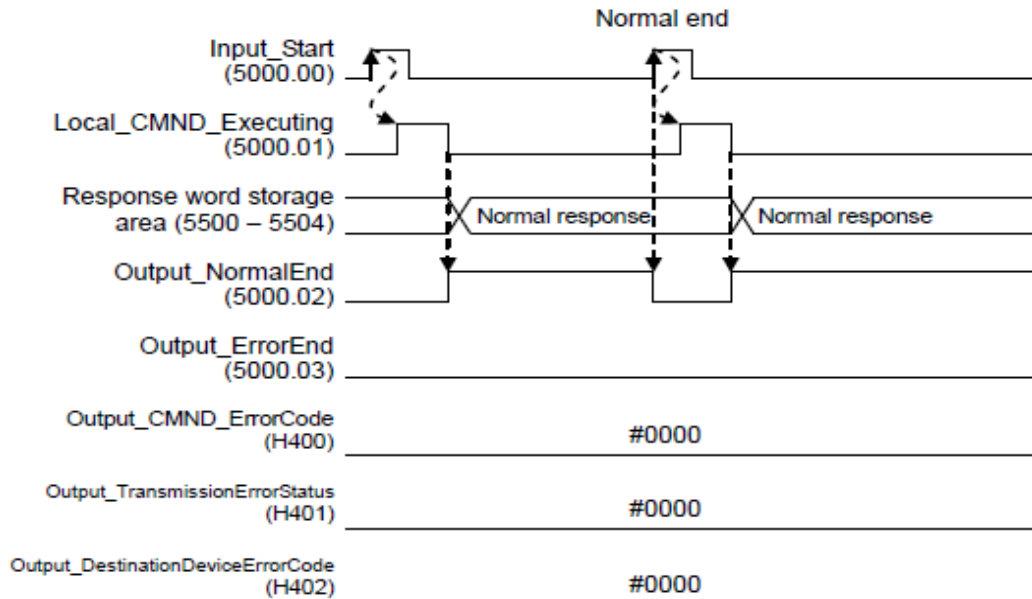 Normal end
Input_Start
(5000.00)
Local_CMND_Executing
(5000.01)
Response word storage
area (5500 – 5504)
Normal response
Normal response
Output_NormalEnd
(5000.02)
Output_ErrorEnd
(5000.03)
Output_CMND_ErrorCode
(H400)
#0000
Output_TransmissionErrorStatus
(H401)
#0000
Output_DestinationDeviceErrorCode
(H402)
#0000